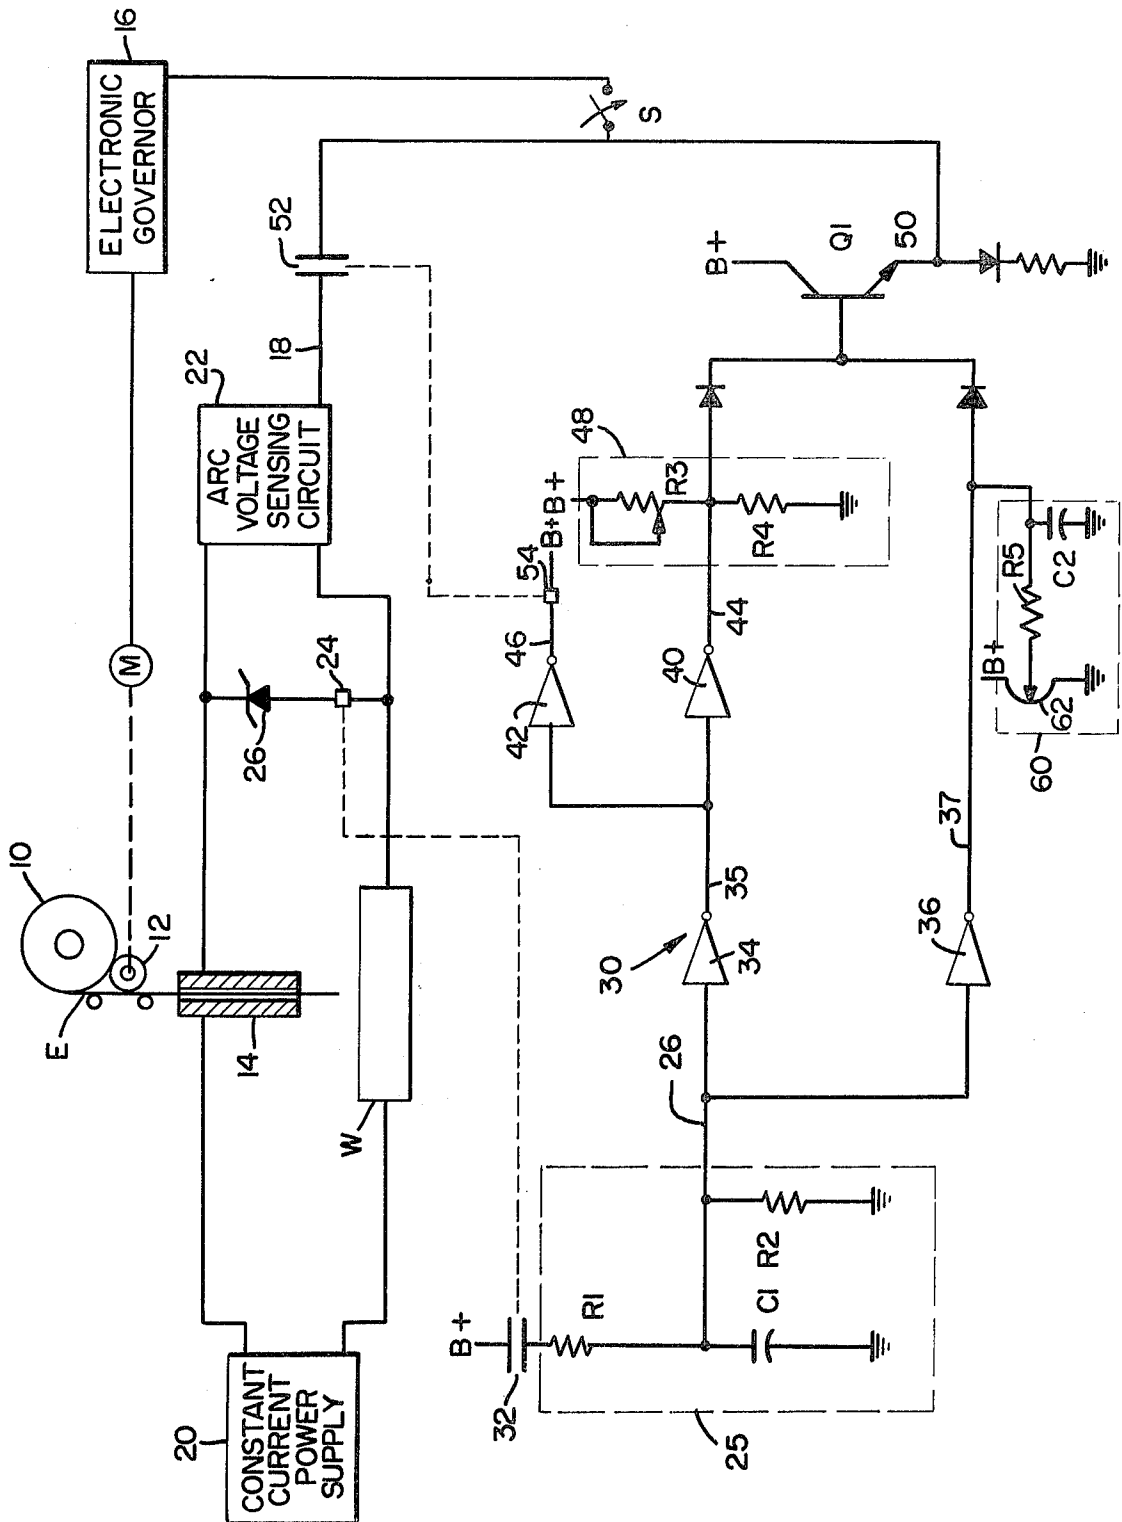 10
16
ELECTRONIC
GOVERNOR
E
12
M
20
CONSTANT
CURRENT
POWER
SUPPLY
14
22
ARC
VOLTAGE
SENSING
CIRCUIT
26
24
18
52
W
S
B+
32
R1
25
C1
R2
26
30
34
35
42
46
54
B+
B+
48
R3
R4
40
44
B+
Q1
50
36
37
60
B+
62
R5
C2